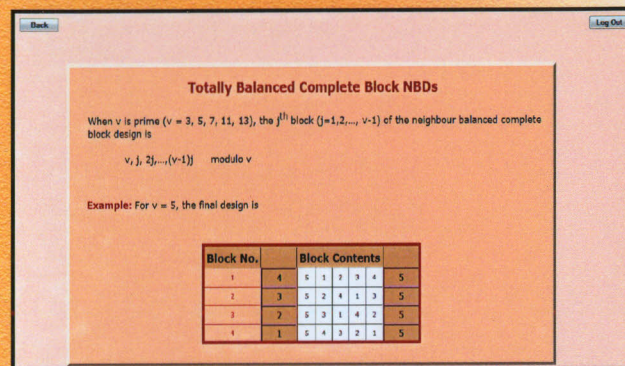 Back
Log Out
Totally Balanced Complete Block NBDs
When v is prime (v = 3, 5, 7, 11, 13), the jth block (j=1,2,..., v-1) of the neighbour balanced complete
block design is
v, j, 2j,...,(v-1)j modulo v
Example: For v = 5, the final design is
Block No. Block Contents
1 4 5 1 2 3 4 5
2 3 5 2 4 1 3 5
3 2 5 3 1 4 2 5
4 1 5 4 3 2 1 5